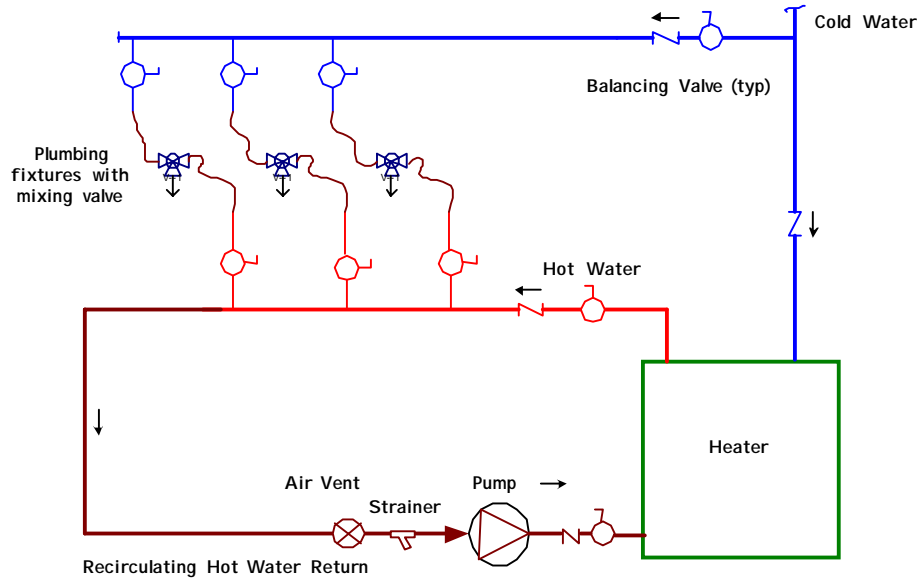 Cold Water
Balancing Valve (typ)
Plumbing
fixtures with
mixing valve
Hot Water
Heater
Air Vent
Pump
Strainer
Recirculating Hot Water Return